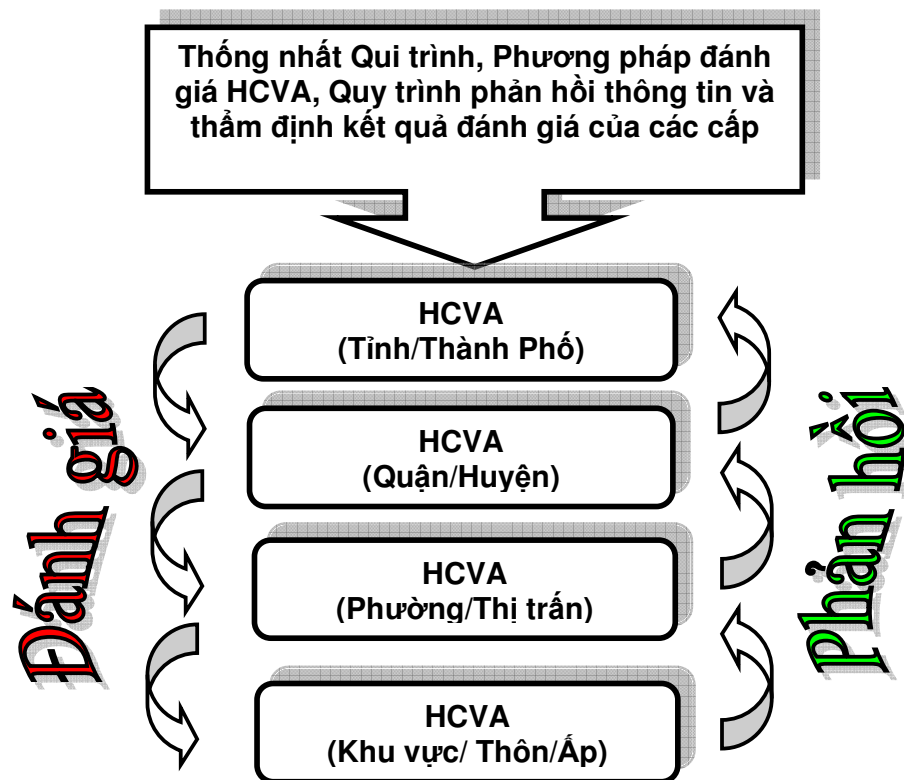 Thống nhất Qui trình, Phương pháp đánh
giá HCVA, Quy trình phản hồi thông tin và
thẩm định kết quả đánh giá của các cấp
HCVA
(Tỉnh/Thành Phố)
HCVA
(Quận/Huyện)
HCVA
(Phường/Thị trấn)
HCVA
(Khu vực/ Thôn/Ấp)
Đánh giá
Phản hồi